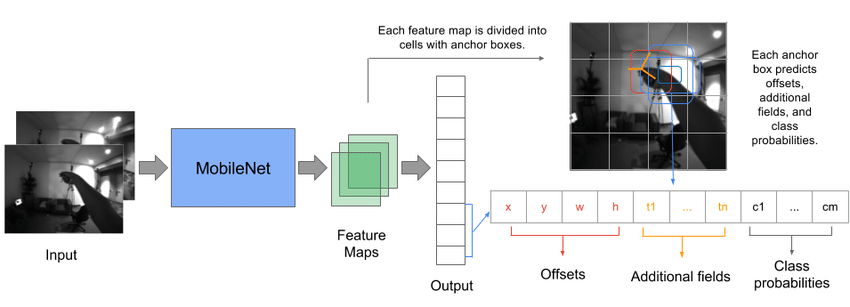 Each feature map is divided into
cells with anchor boxes.
Each anchor
box predicts
offsets,
additional
fields, and
class
probabilities.
MobileNet
x y w h t1 ... tn c1 ... cm
Input
Feature
Maps
Output
Offsets
Additional fields
Class
probabilities